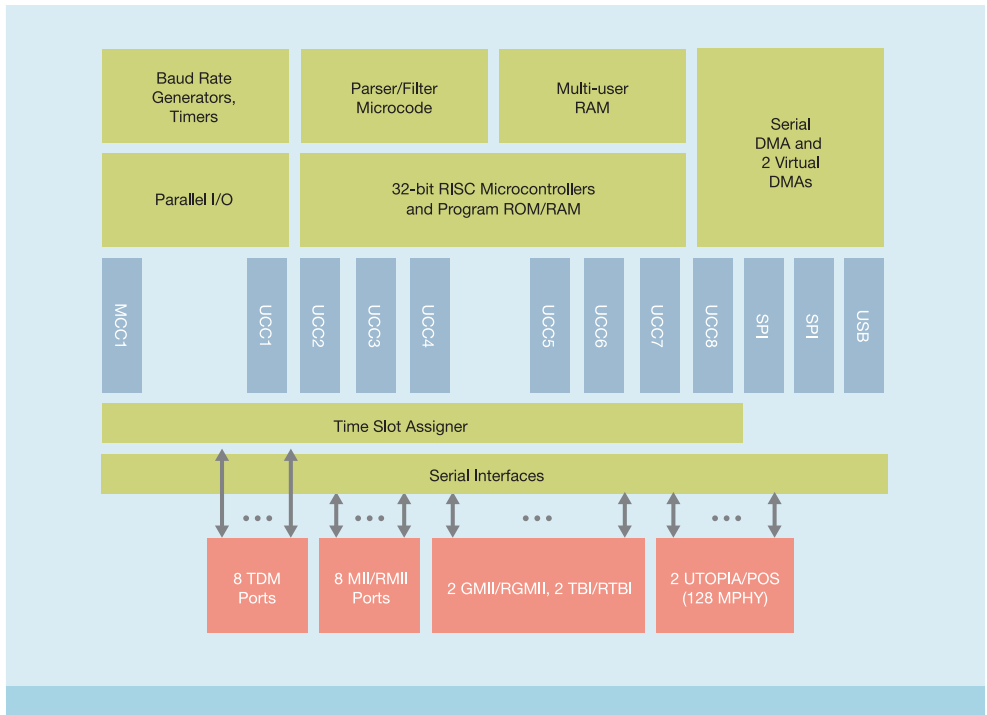 Baud Rate
Generators,
Timers
Parser/Filter
Microcode
Multi-user
RAM
Serial
DMA and
2 Virtual
DMAs
Parallel I/O
32-bit RISC Microcontrollers
and Program ROM/RAM
MCC1
UCC1
UCC2
UCC3
UCC4
UCC5
UCC6
UCC7
UCC8
SPI
SPI
USB
Time Slot Assigner
Serial Interfaces
8 TDM
Ports
8 MII/RMII
Ports
2 GMII/RGMII, 2 TBI/RTBI
2 UTOPIA/POS
(128 MPHY)